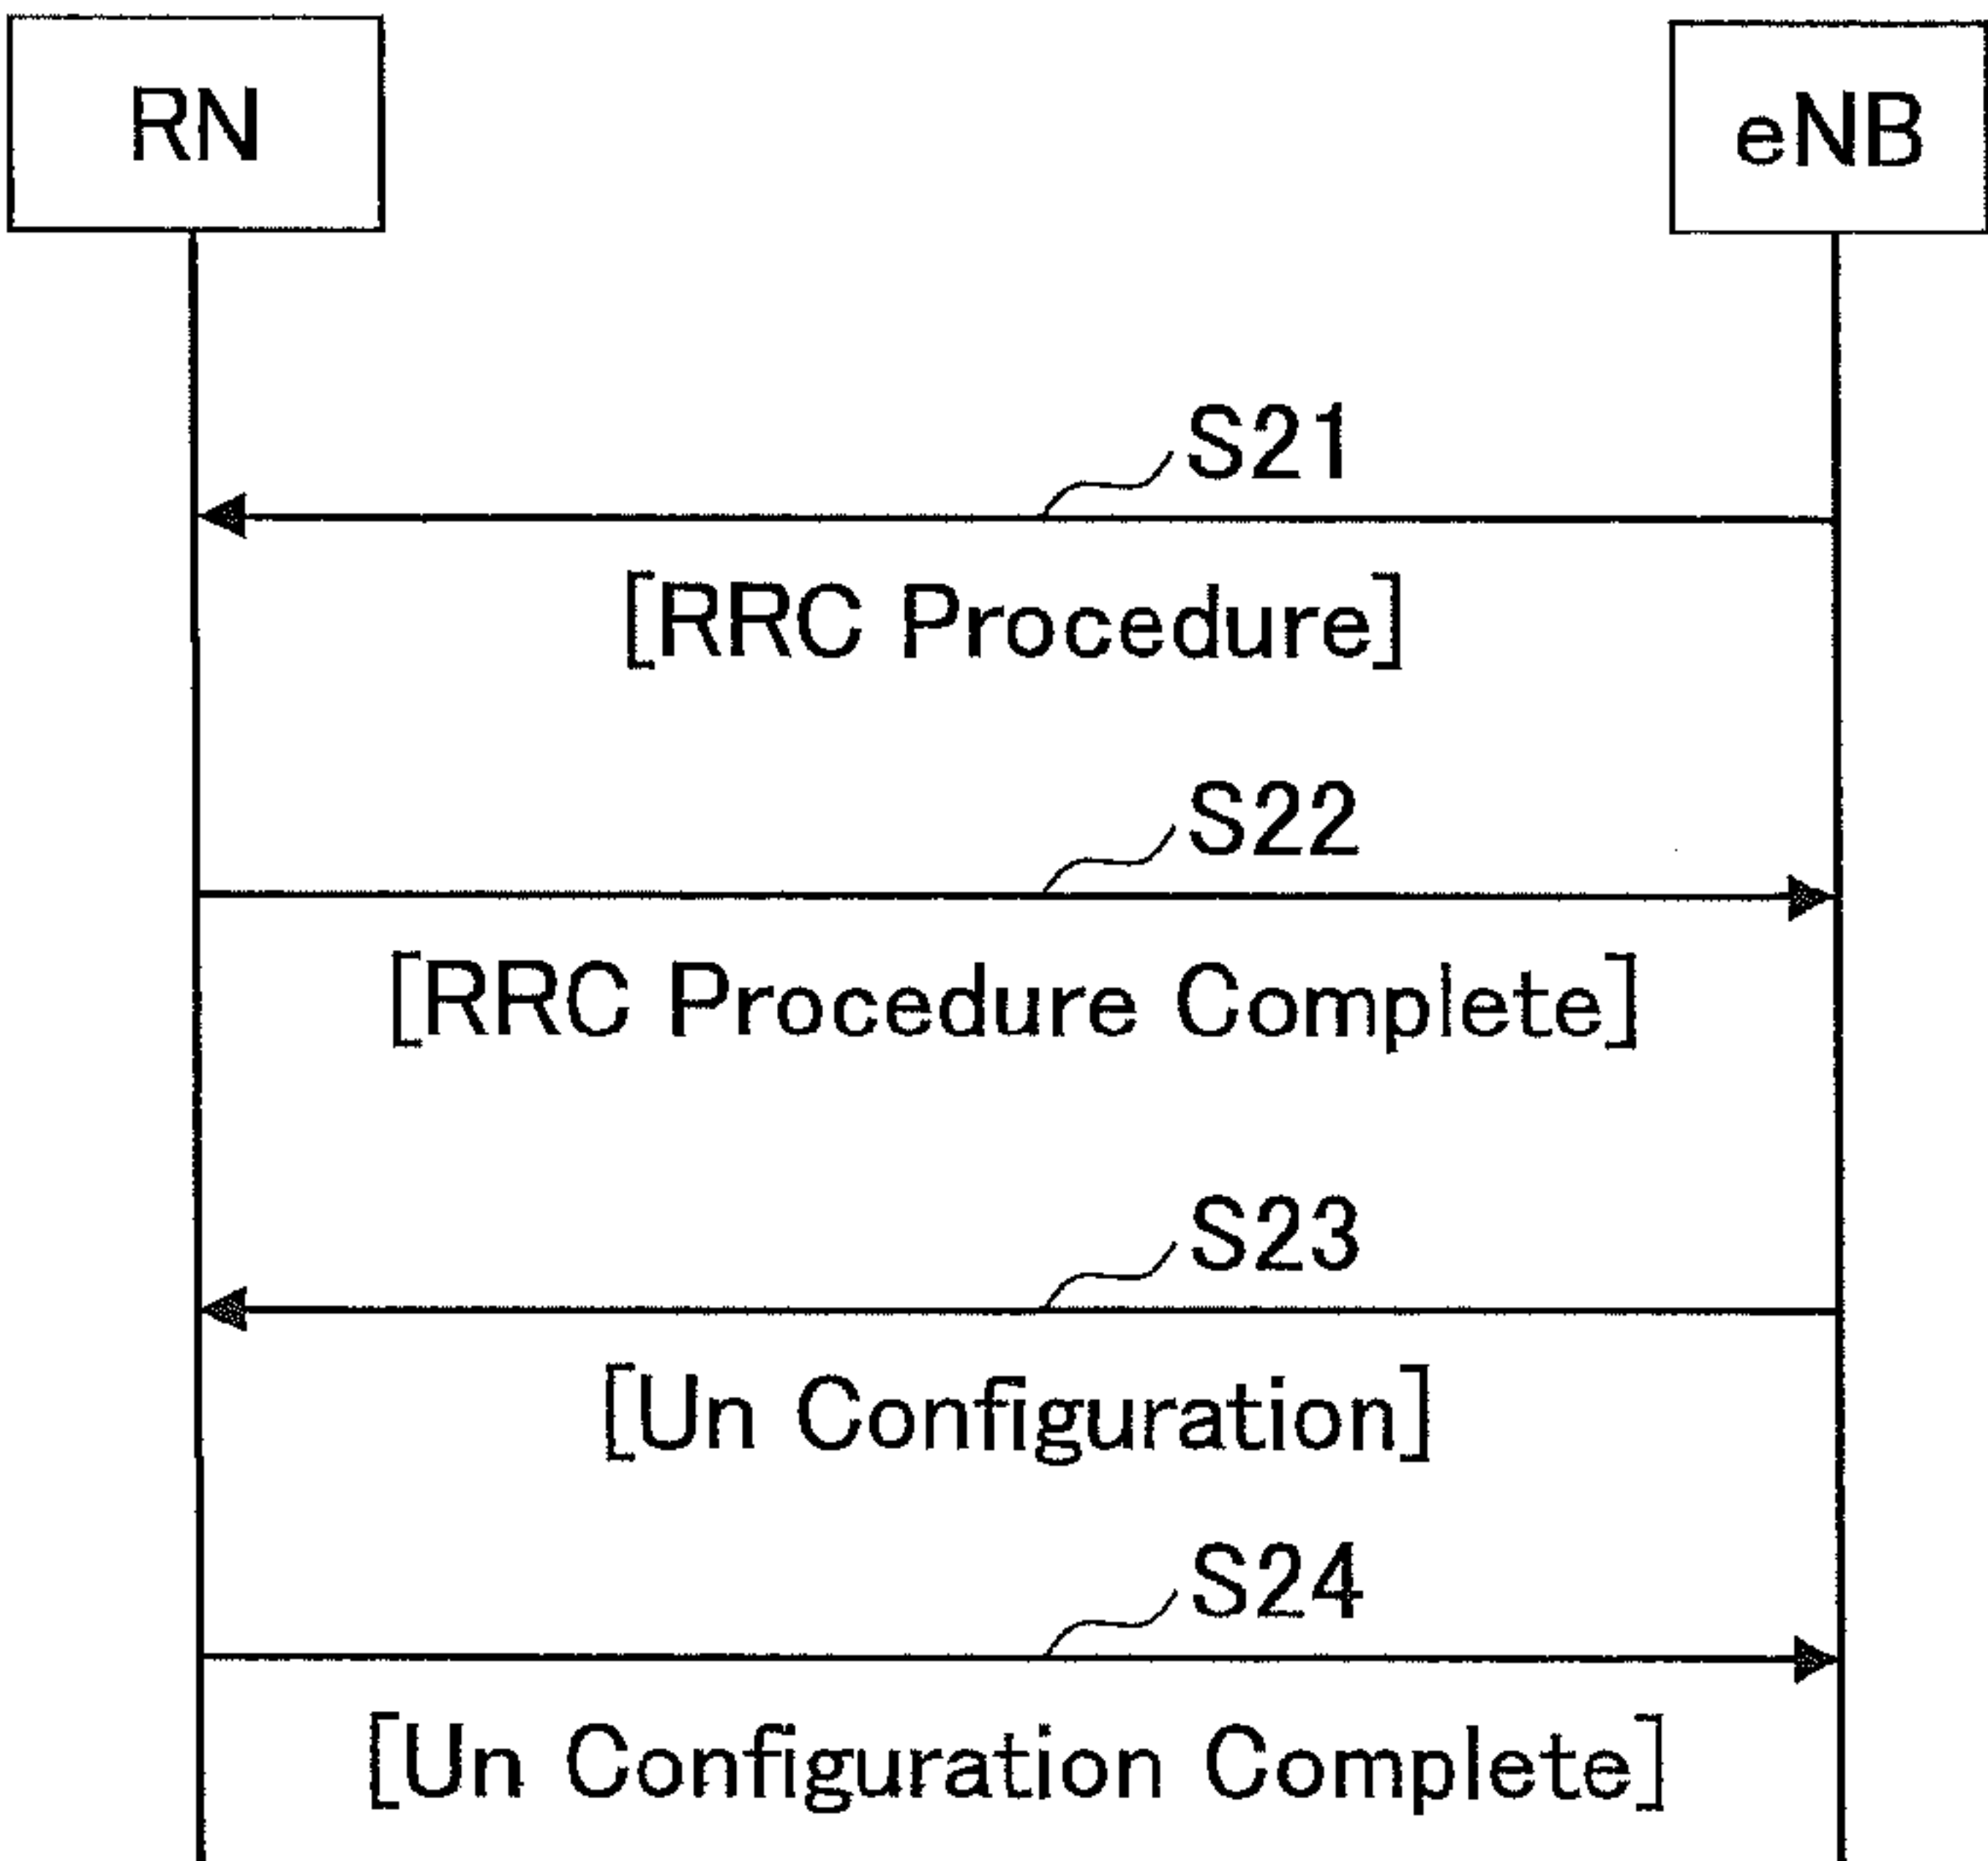 RN
eNB
S21
[RRC Procedure]
S22
[RRC Procedure Complete]
S23
[Un Configuration]
S24
[Un Configuration Complete]